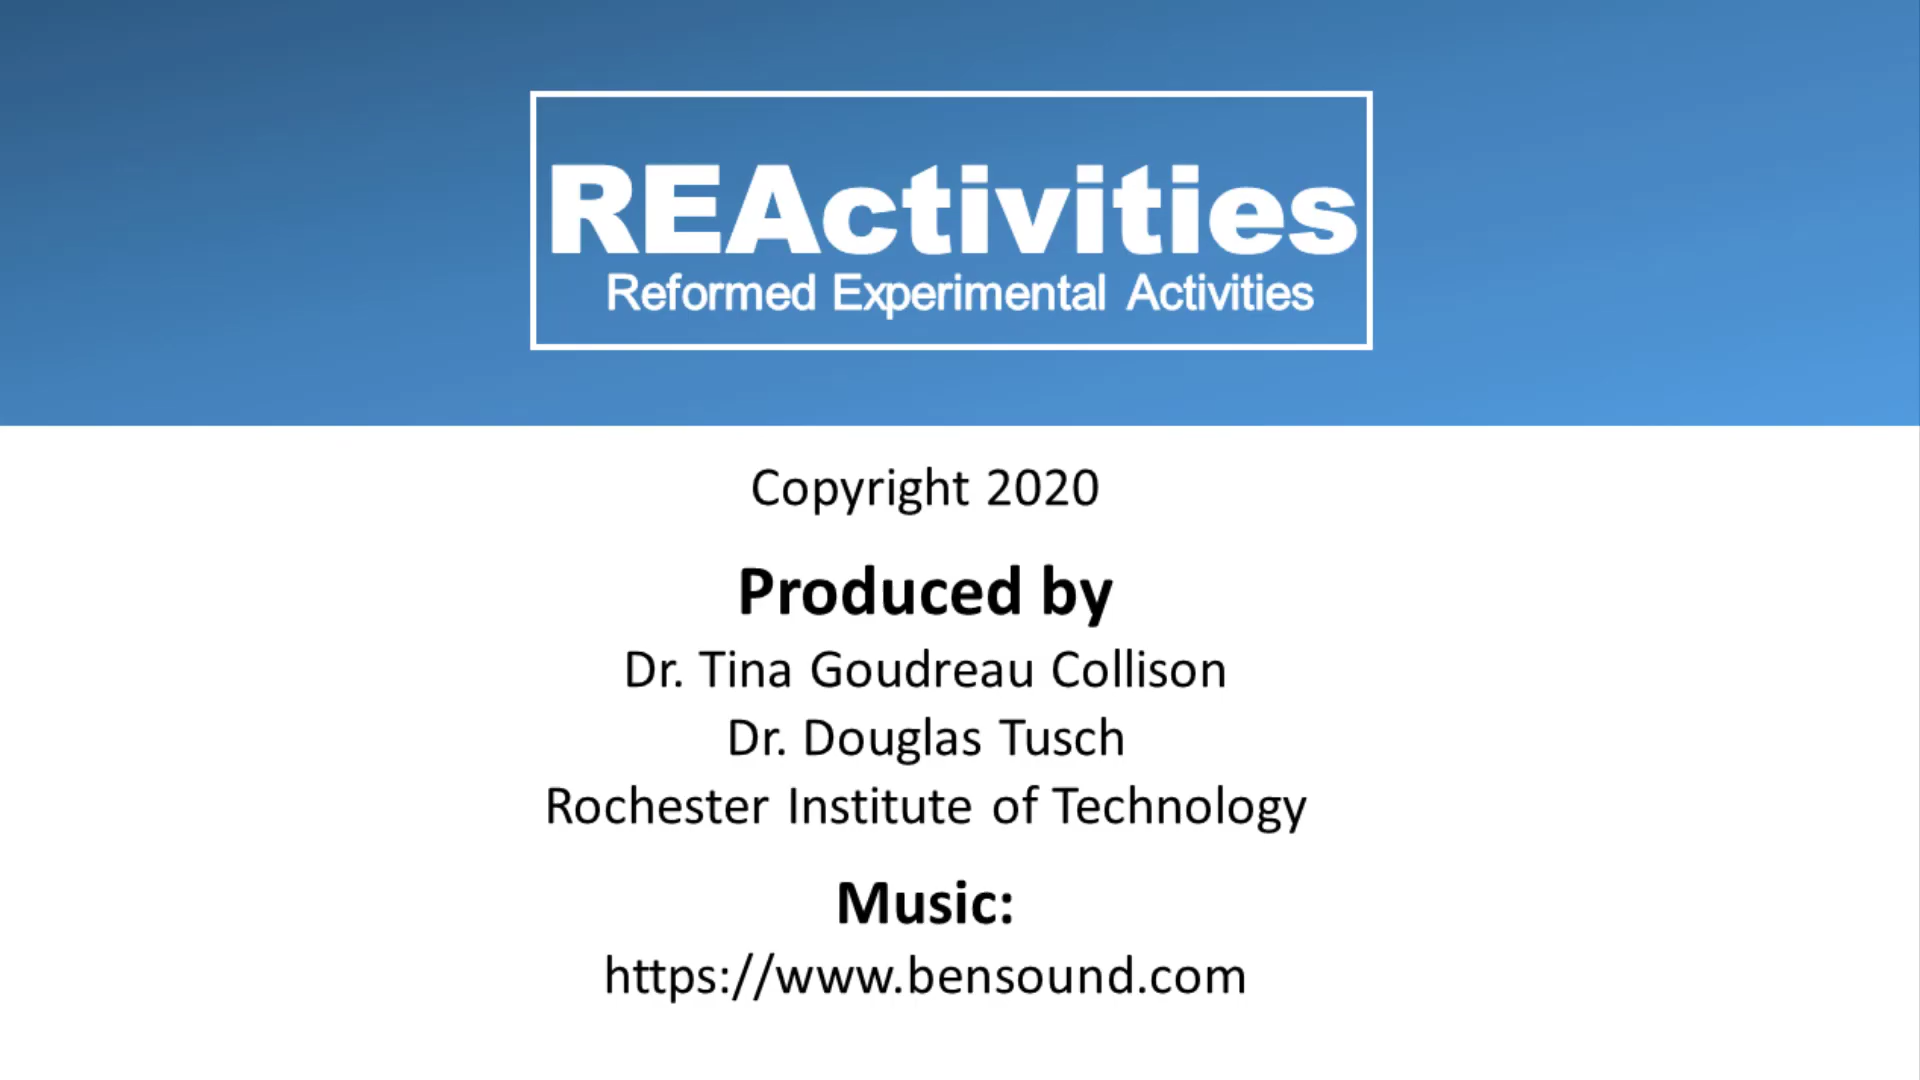 REActivities
Reformed Experimental Activities
Copyright 2020
Produced by
Dr. Tina Goudreau Collison
Dr. Douglas Tusch
Rochester Institute of Technology
Music:
https://www.bensound.com